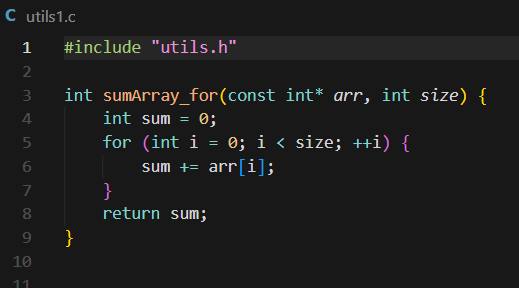 C utils1.c
1 #include "utils.h"
2
3 int sumArray_for(const int* arr, int size) {
4     int sum = 0;
5     for (int i = 0; i < size; ++i) {
6         sum += arr[i];
7     }
8     return sum;
9 }
10
11